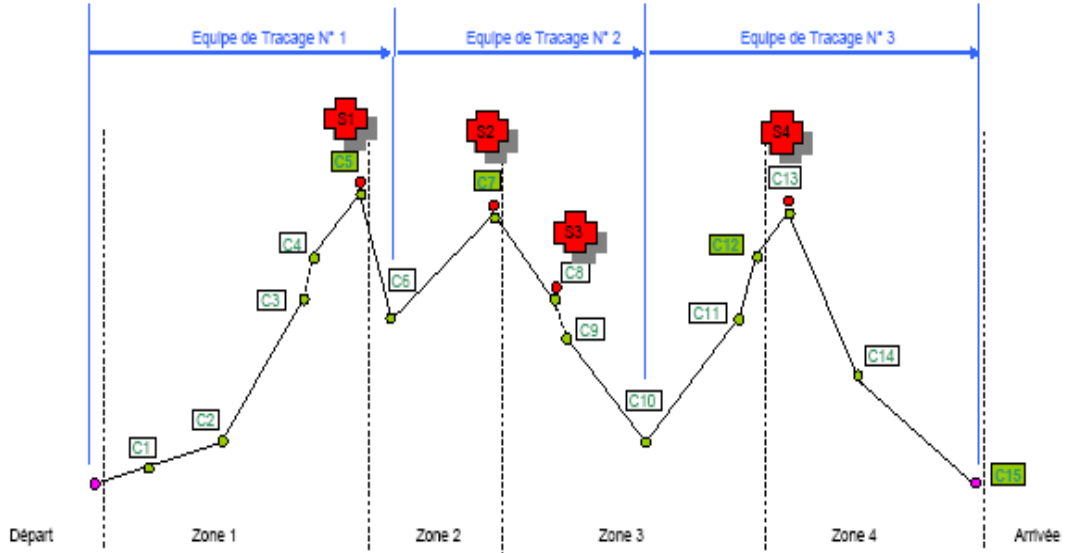 Equipe de Tracage N° 1
Equipe de Tracage N° 2
Equipe de Tracage N° 3
S1
S2
S4
C5
C7
C13
S3
C4
C12
C3
C6
C8
C11
C9
C14
C10
C2
C1
C15
Départ
Zone 1
Zone 2
Zone 3
Zone 4
Arrivée